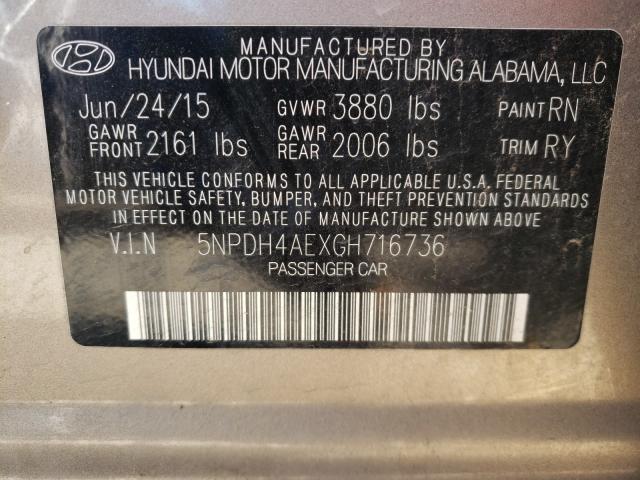 MANUFACTURED BY
HYUNDAI MOTOR MANUFACTURING ALABAMA, LLC
Jun/24/15 GVWR 3880 lbs PAINT RN
GAWR FRONT 2161 lbs GAWR REAR 2006 lbs TRIM RY
THIS VEHICLE CONFORMS TO ALL APPLICABLE U.S.A. FEDERAL
MOTOR VEHICLE SAFETY, BUMPER, AND THEFT PREVENTION STANDARDS
IN EFFECT ON THE DATE OF MANUFACTURE SHOWN ABOVE.
V.I.N 5NPDH4AEXGH716736
PASSENGER CAR